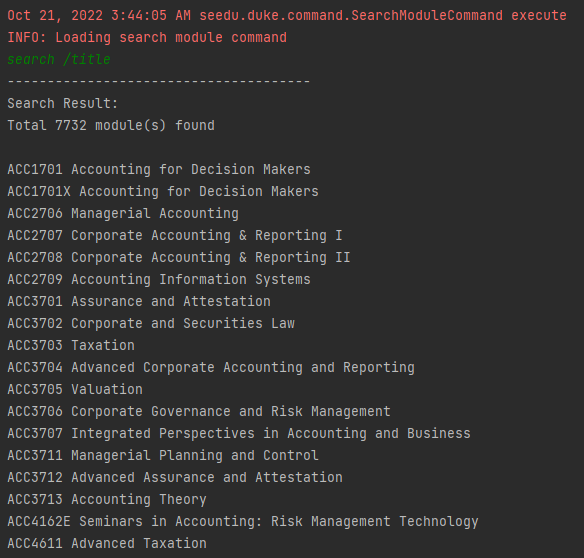 Oct 21, 2022 3:44:05 AM seedu.duke.command.SearchModuleCommand execute
INFO: Loading search module command
search /title
--------------------------------------
Search Result:
Total 7732 module(s) found
ACC1701 Accounting for Decision Makers
ACC1701X Accounting for Decision Makers
ACC2706 Managerial Accounting
ACC2707 Corporate Accounting & Reporting I
ACC2708 Corporate Accounting & Reporting II
ACC2709 Accounting Information Systems
ACC3701 Assurance and Attestation
ACC3702 Corporate and Securities Law
ACC3703 Taxation
ACC3704 Advanced Corporate Accounting and Reporting
ACC3705 Valuation
ACC3706 Corporate Governance and Risk Management
ACC3707 Integrated Perspectives in Accounting and Business
ACC3711 Managerial Planning and Control
ACC3712 Advanced Assurance and Attestation
ACC3713 Accounting Theory
ACC4162E Seminars in Accounting: Risk Management Technology
ACC4611 Advanced Taxation